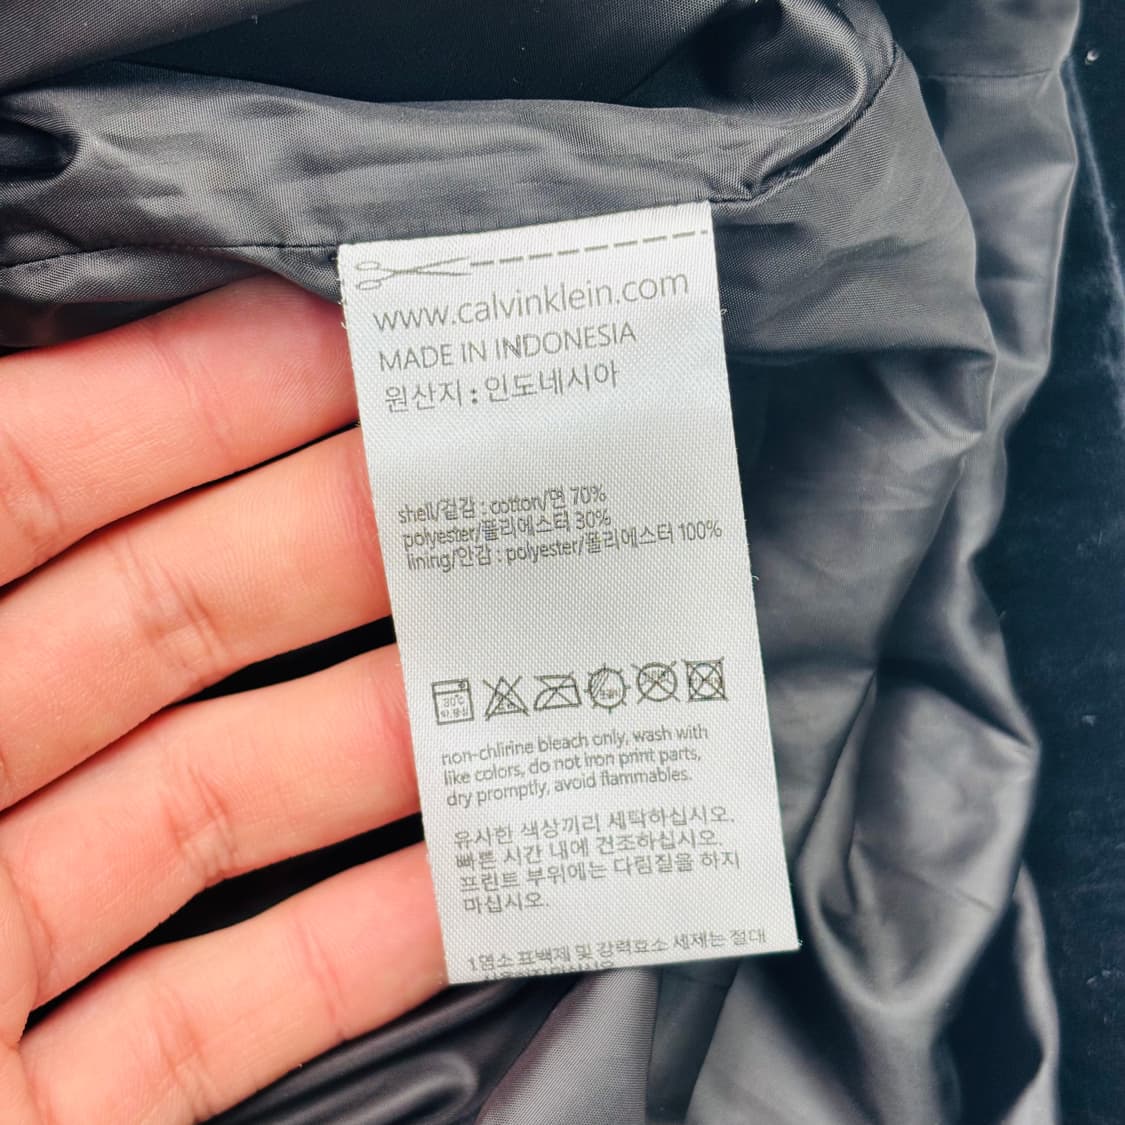 www.calvinklein.com
MADE IN INDONESIA
원산지 : 인도네시아
shell/겉감 : cotton/면 70%
polyester/폴리에스터 30%
lining/안감 : polyester/폴리에스터 100%
30℃
non-chlirine bleach only, wash with
like colors, do not iron print parts,
dry promptly, avoid flammables.
유사한 색상끼리 세탁하십시오.
빠른 시간 내에 건조하십시오.
프린트 부위에는 다림질을 하지
마십시오.
1염소 표백제 및 강력효소 세제는 절대